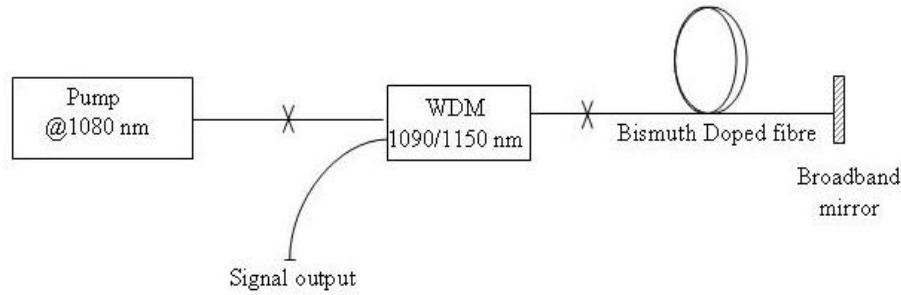 Pump
@1080 nm
WDM
1090/1150 nm
Bismuth Doped fibre
Broadband
mirror
Signal output